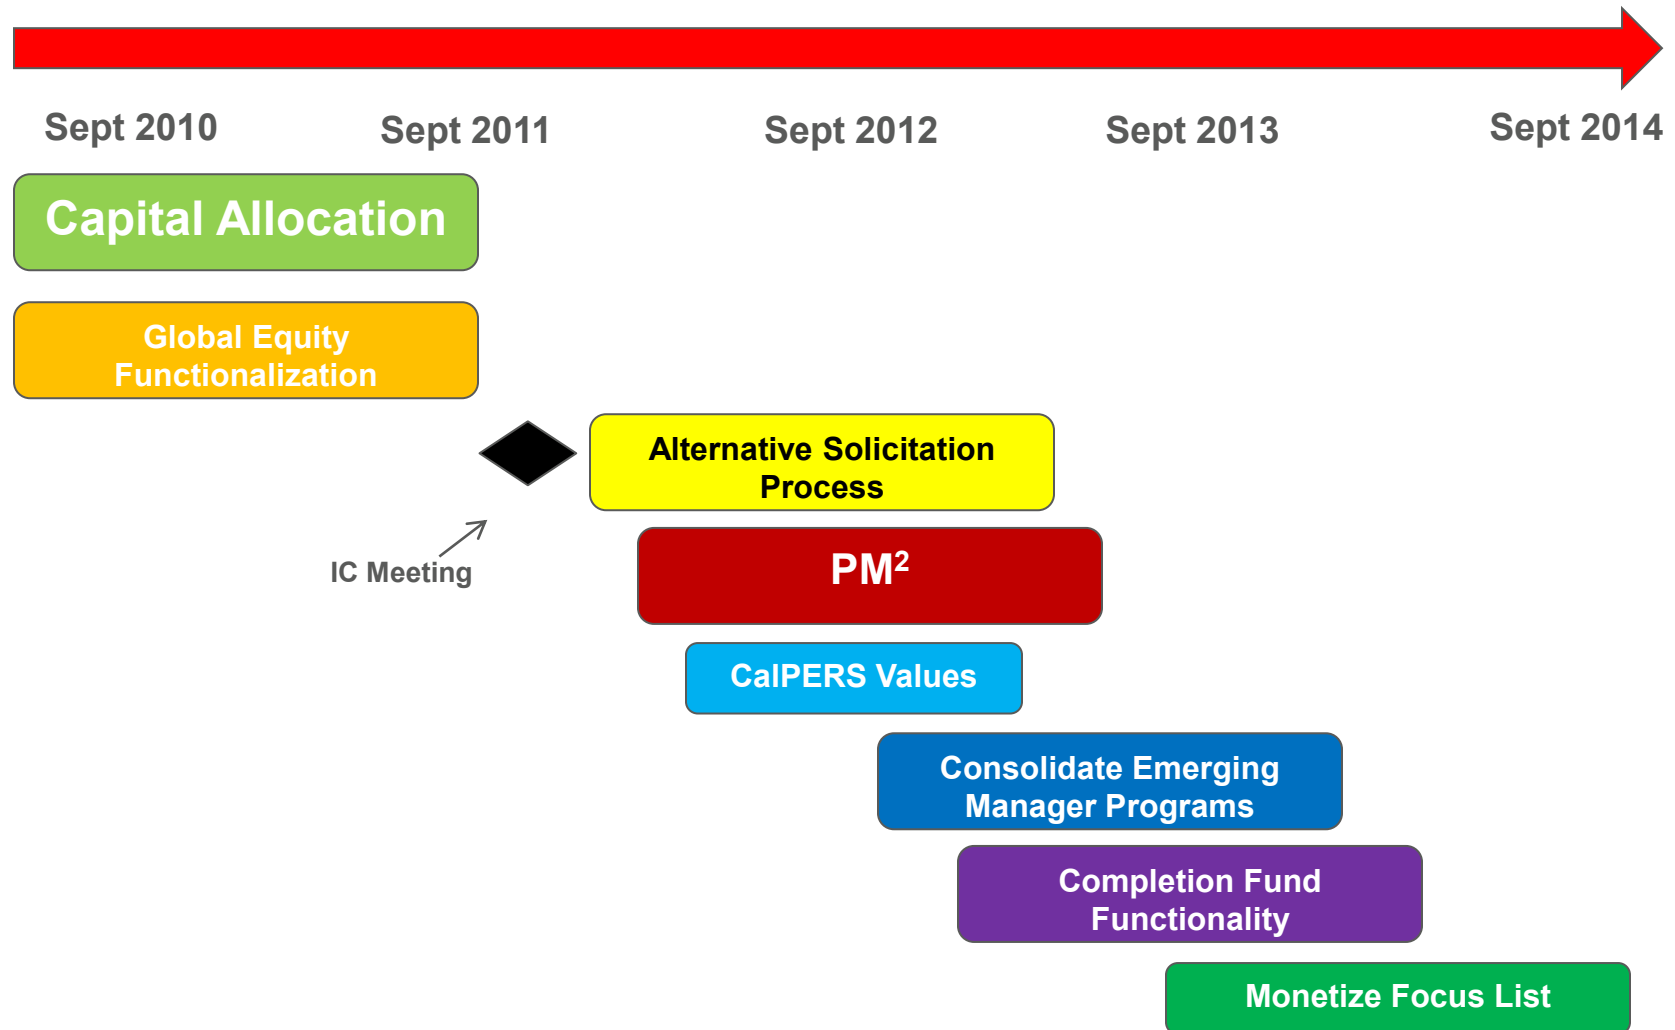 Sept 2010
Sept 2011
Sept 2012
Sept 2013
Sept 2014
Capital Allocation
Global Equity
Functionalization
Alternative Solicitation
Process
IC Meeting
PM²
CalPERS Values
Consolidate Emerging
Manager Programs
Completion Fund
Functionality
Monetize Focus List